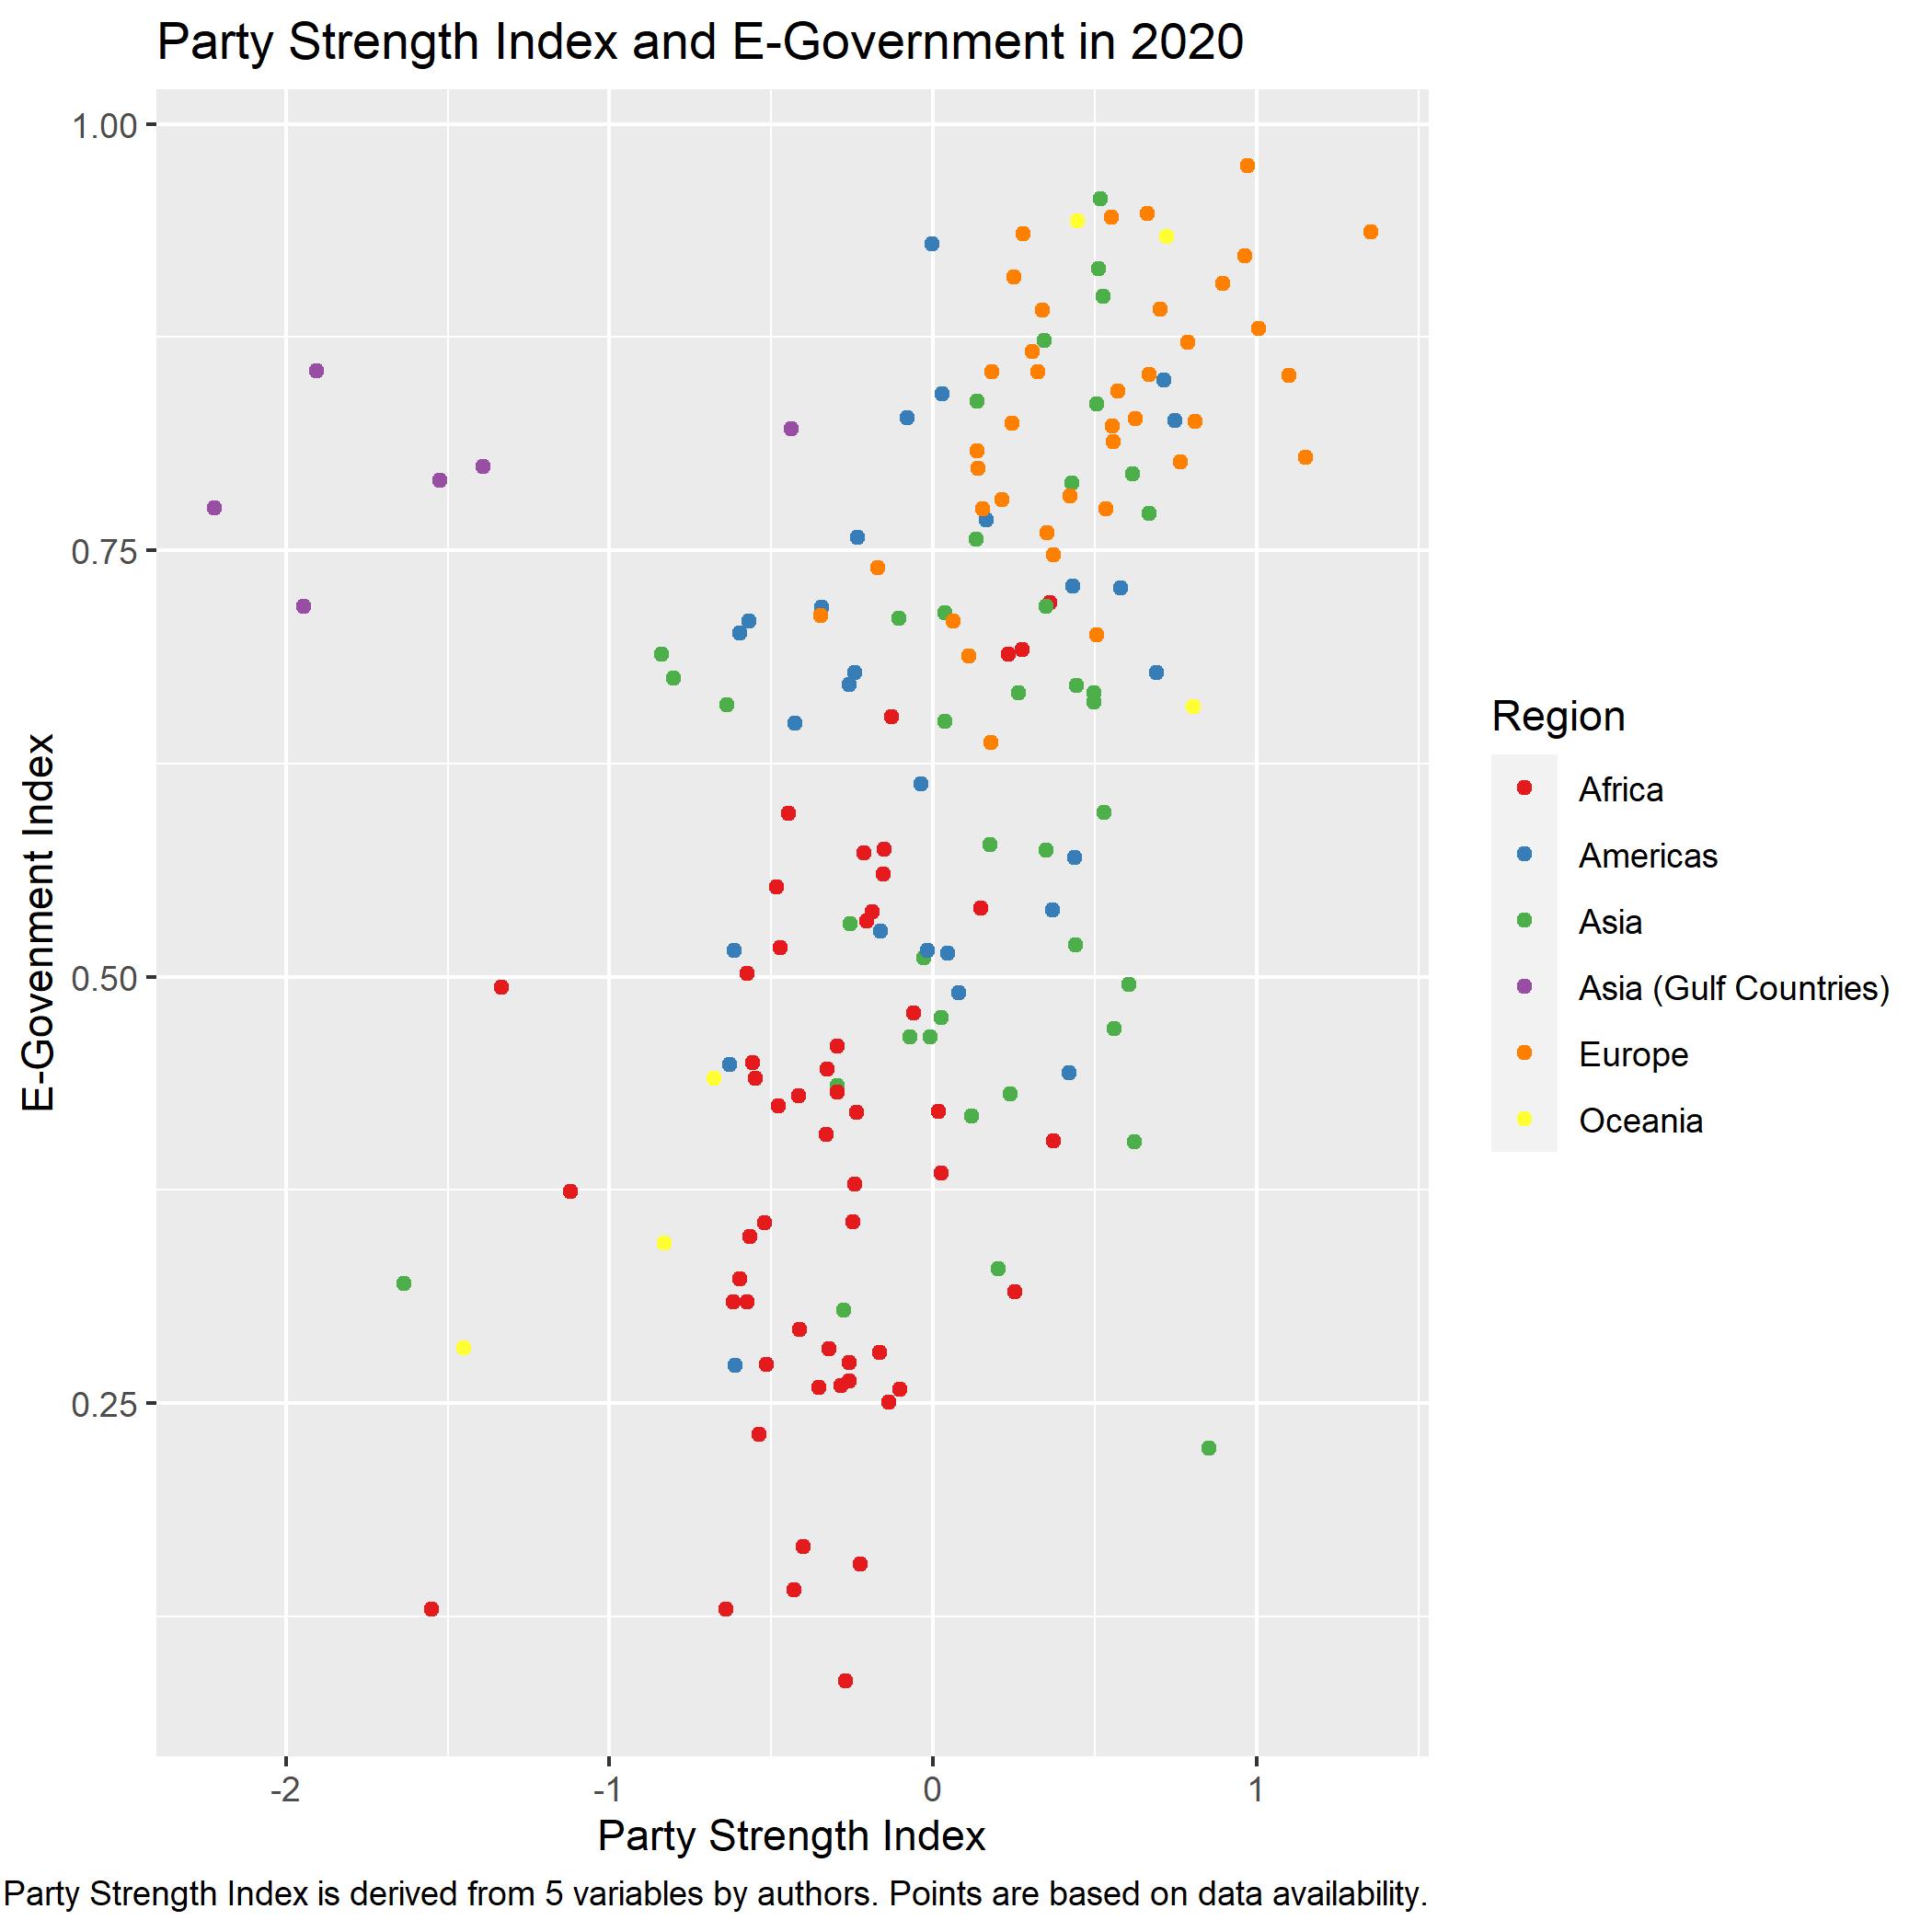 Party Strength Index and E-Government in 2020
1.00
0.75
0.50
0.25
E-Government Index
-2
-1
0
1
Party Strength Index
Region
Africa
Americas
Asia
Asia (Gulf Countries)
Europe
Oceania
Party Strength Index is derived from 5 variables by authors. Points are based on data availability.